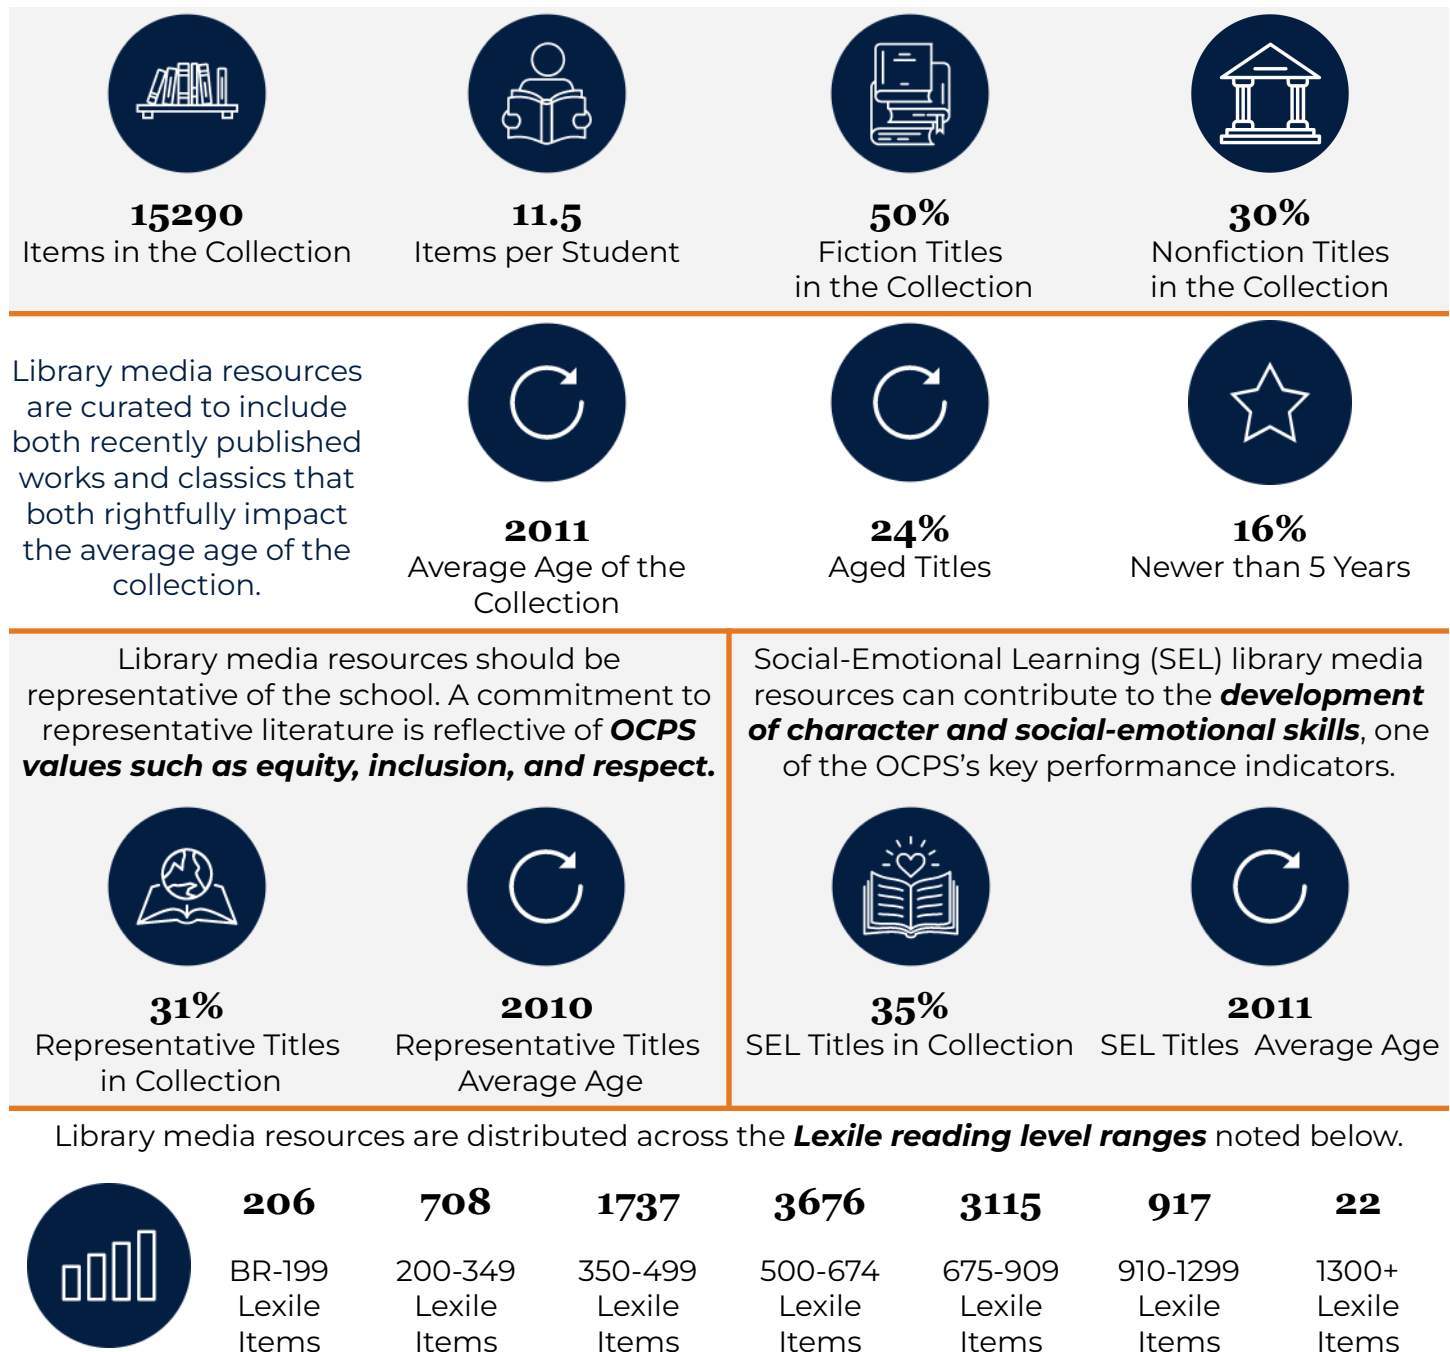 15290
Items in the Collection
11.5
Items per Student
50%
Fiction Titles
in the Collection
30%
Nonfiction Titles
in the Collection
Library media resources
are curated to include
both recently published
works and classics that
both rightfully impact
the average age of the
collection.
2011
Average Age of the
Collection
24%
Aged Titles
16%
Newer than 5 Years
Library media resources should be
representative of the school. A commitment to
representative literature is reflective of OCPS
values such as equity, inclusion, and respect.
31%
Representative Titles
in Collection
2010
Representative Titles
Average Age
Social-Emotional Learning (SEL) library media
resources can contribute to the development
of character and social-emotional skills, one
of the OCPS's key performance indicators.
35%
SEL Titles in Collection
2011
SEL Titles Average Age
Library media resources are distributed across the Lexile reading level ranges noted below.
206
BR-199
Lexile
Items
708
200-349
Lexile
Items
1737
350-499
Lexile
Items
3676
500-674
Lexile
Items
3115
675-909
Lexile
Items
917
910-1299
Lexile
Items
22
1300+
Lexile
Items